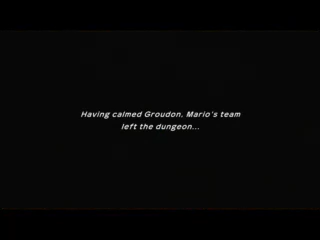 Having calmed Groudon, Mario's team
left the dungeon...